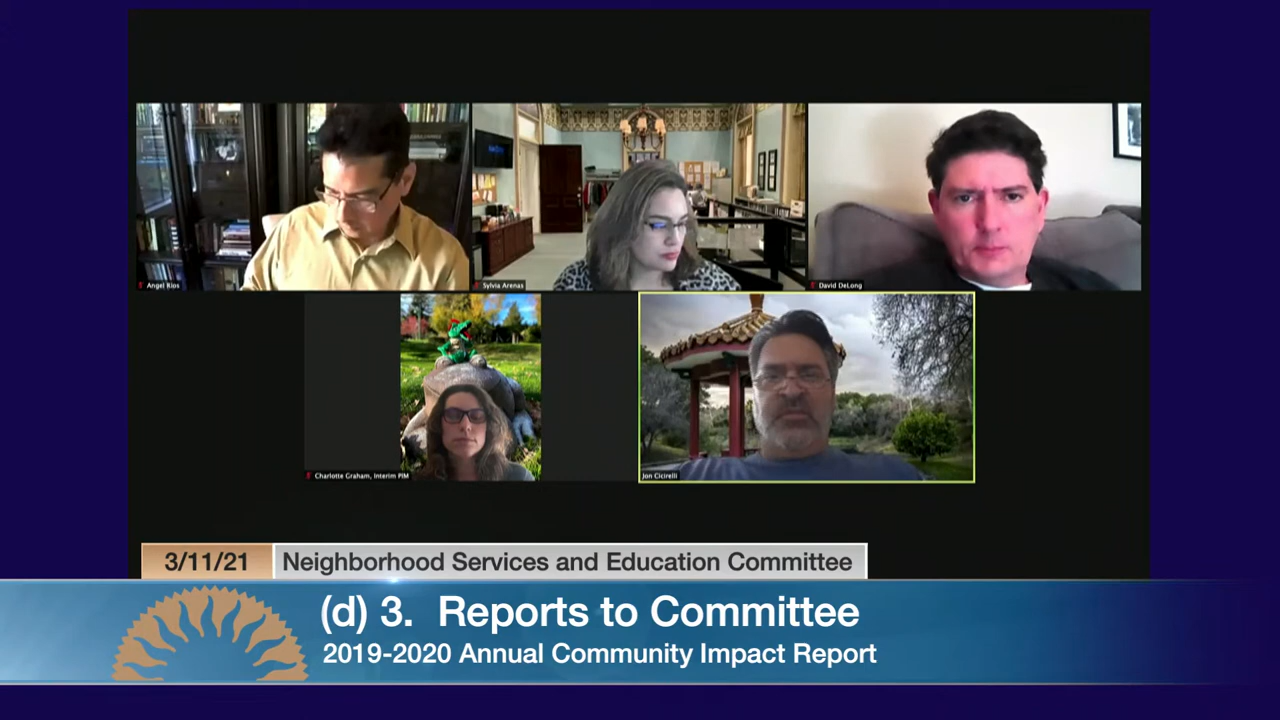 Angel Rios
Sylvia Arenas
David DeLong
Charlotte Graham, Interim PIM
Jon Cicirelli
3/11/21
Neighborhood Services and Education Committee
(d) 3. Reports to Committee
2019-2020 Annual Community Impact Report